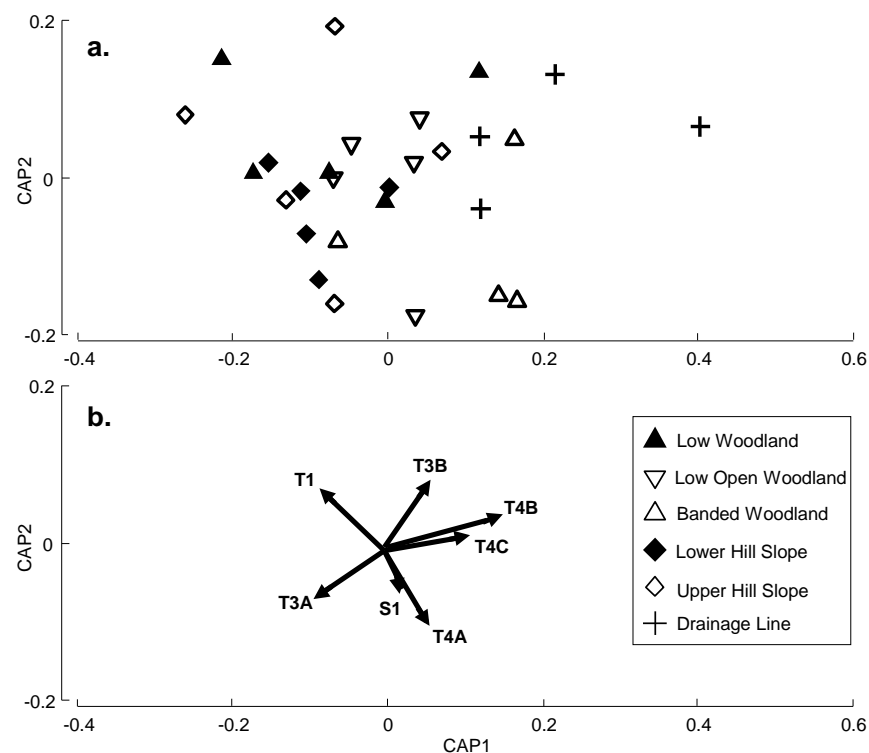 0.2
a.
0
CAP2
-0.2
-0.4 -0.2 0 0.2 0.4 0.6
0.2
b.
T1 T3B
T4B
T4C
0
CAP2
T3A
S1
T4A
-0.2
-0.4 -0.2 0 0.2 0.4 0.6
CAP1
Low Woodland
Low Open Woodland
Banded Woodland
Lower Hill Slope
Upper Hill Slope
Drainage Line